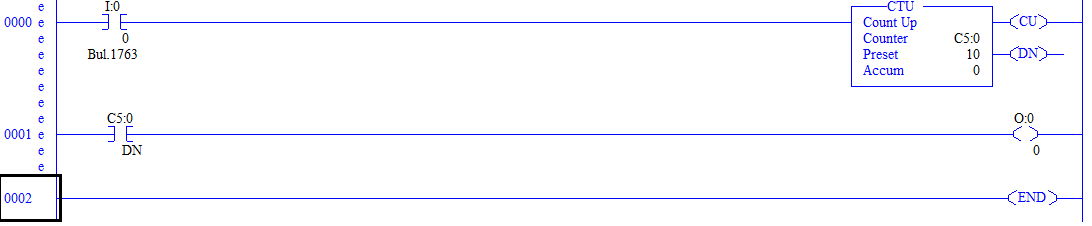 e
I:0
CTU
0000 e
Count Up
CU
e
0
Counter C5:0
e
Bul.1763
Preset 10
DN
e
Accum 0
e
e
e
C5:0
O:0
0001 e
e
DN
0
e
0002
END